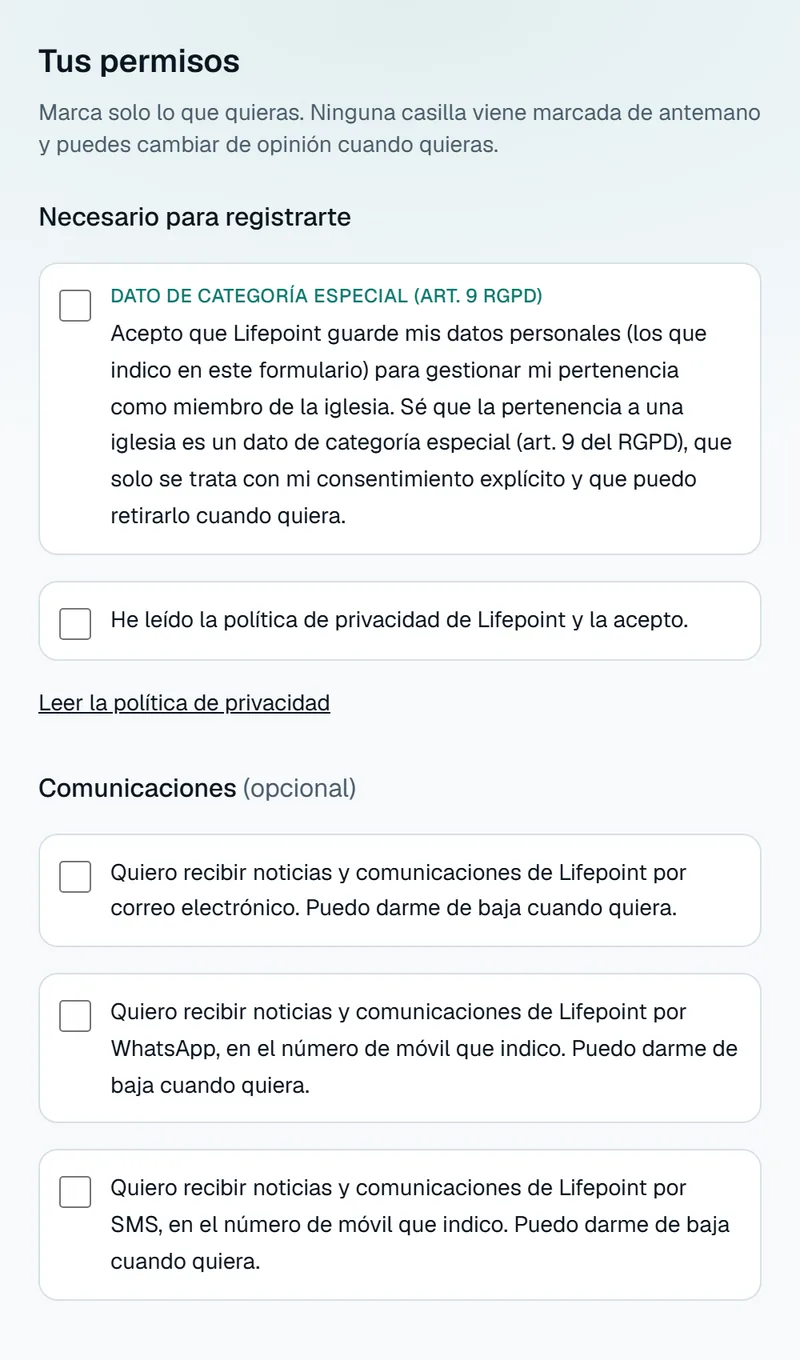 Tus permisos
Marca solo lo que quieras. Ninguna casilla viene marcada de antemano
y puedes cambiar de opinión cuando quieras.
Necesario para registrarte
DATO DE CATEGORÍA ESPECIAL (ART. 9 RGPD)
Acepto que Lifepoint guarde mis datos personales (los que
indico en este formulario) para gestionar mi pertenencia
como miembro de la iglesia. Sé que la pertenencia a una
iglesia es un dato de categoría especial (art. 9 del RGPD), que
solo se trata con mi consentimiento explícito y que puedo
retirarlo cuando quiera.
He leído la política de privacidad de Lifepoint y la acepto.
Leer la política de privacidad
Comunicaciones (opcional)
Quiero recibir noticias y comunicaciones de Lifepoint por
correo electrónico. Puedo darme de baja cuando quiera.
Quiero recibir noticias y comunicaciones de Lifepoint por
WhatsApp, en el número de móvil que indico. Puedo darme de
baja cuando quiera.
Quiero recibir noticias y comunicaciones de Lifepoint por
SMS, en el número de móvil que indico. Puedo darme de baja
cuando quiera.